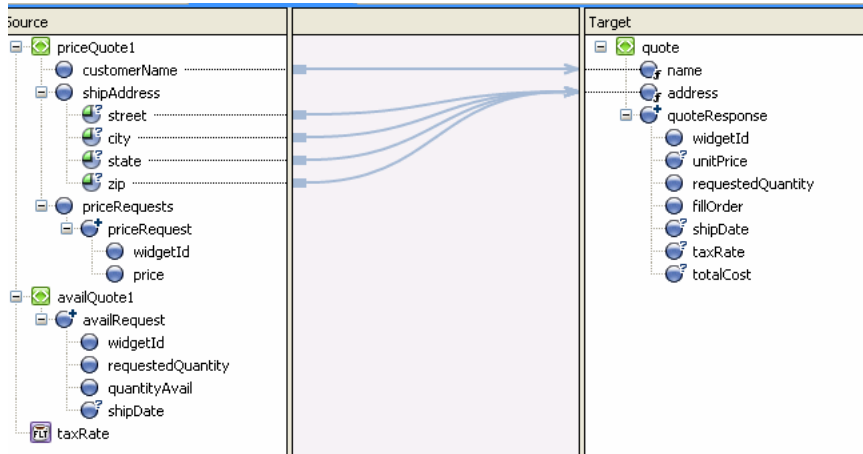 Source
Target
priceQuote1
quote
customerName
name
shipAddress
address
street
quoteResponse
city
widgetId
state
unitPrice
zip
requestedQuantity
priceRequests
fillOrder
priceRequest
shipDate
widgetId
taxRate
price
totalCost
availQuote1
availRequest
widgetId
requestedQuantity
quantityAvail
shipDate
FLT taxRate